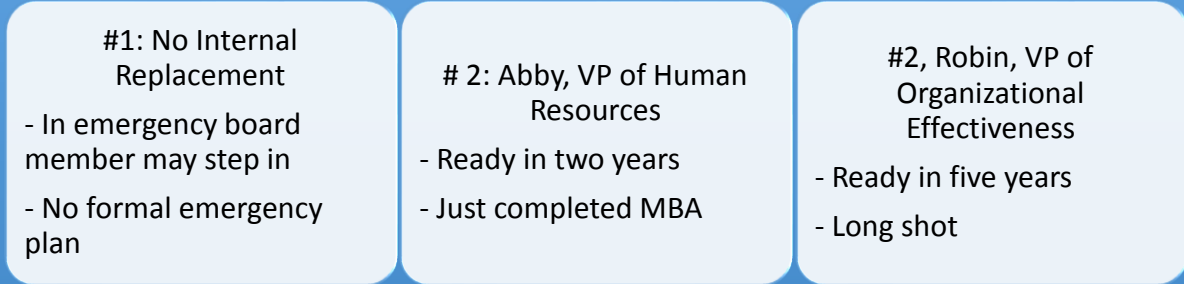 #1: No Internal
Replacement
- In emergency board
member may step in
- No formal emergency
plan
# 2: Abby, VP of Human
Resources
- Ready in two years
- Just completed MBA
#2, Robin, VP of
Organizational
Effectiveness
- Ready in five years
- Long shot